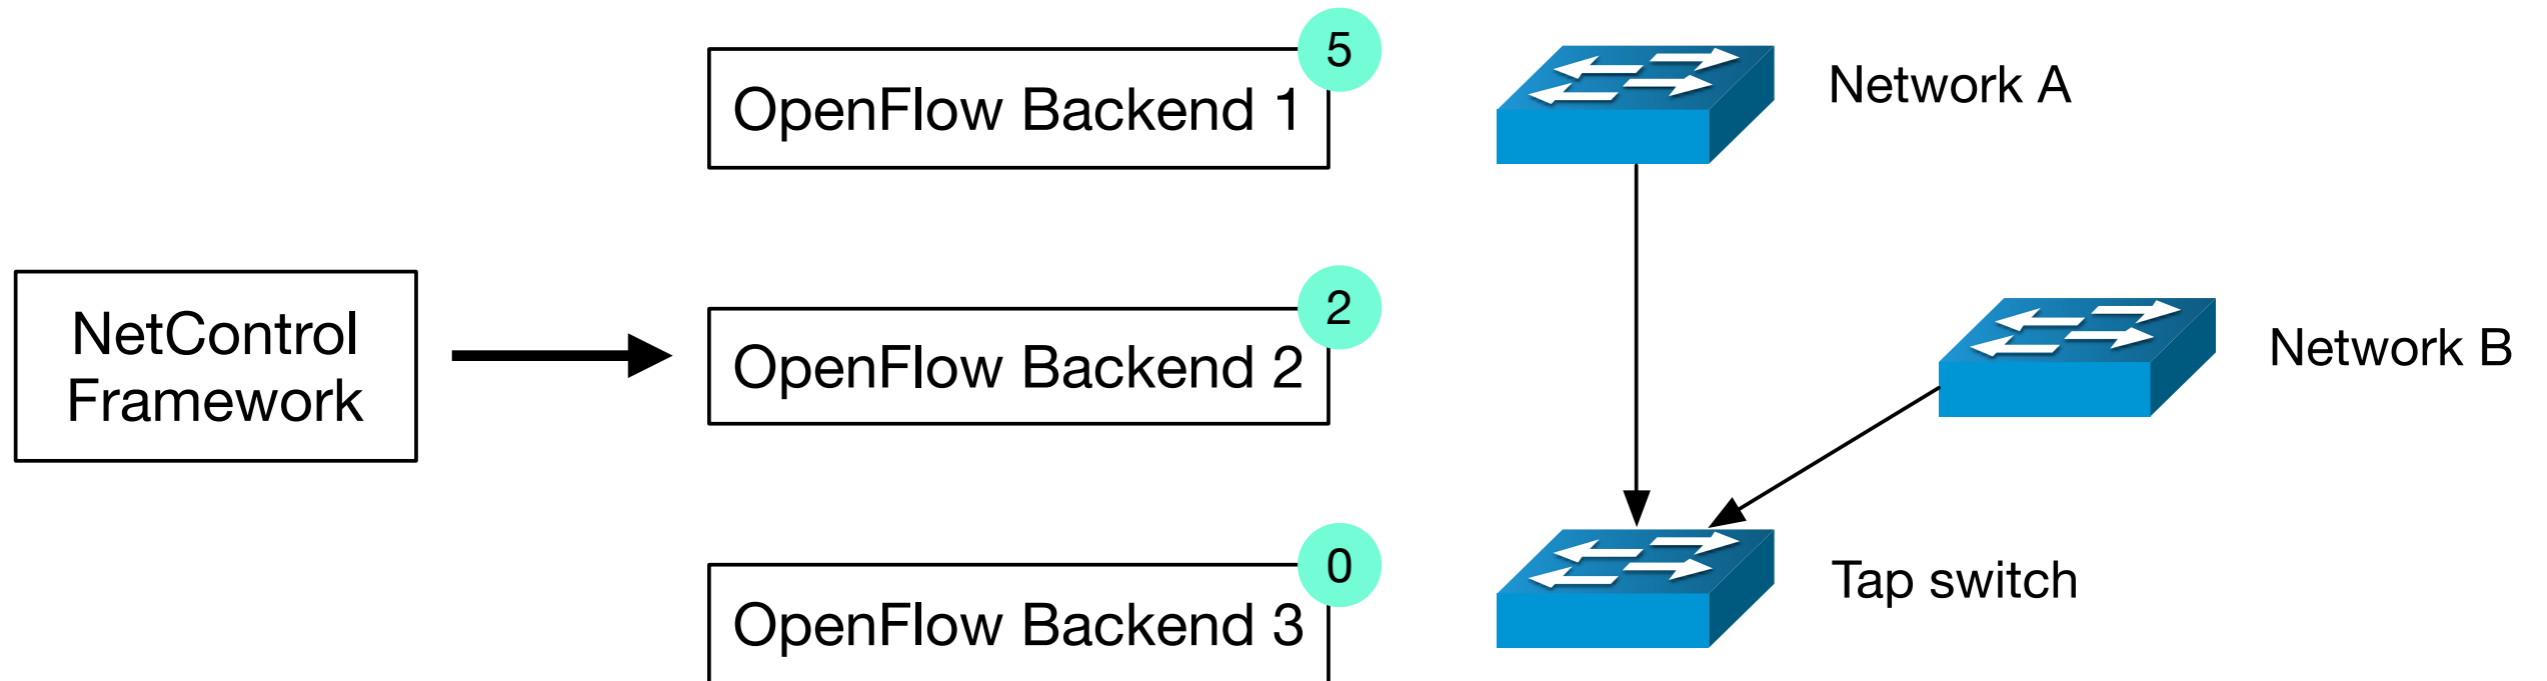 5
OpenFlow Backend 1
Network A
2
NetControl
Framework
OpenFlow Backend 2
Network B
0
OpenFlow Backend 3
Tap switch